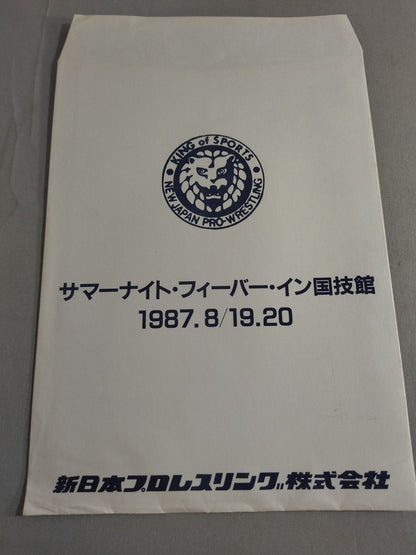 KING of SPORTS
NEW JAPAN PRO-WRESTLING
サマーナイト・フィーバー・イン国技館
1987.8/19.20
新日本プロレスリング株式会社